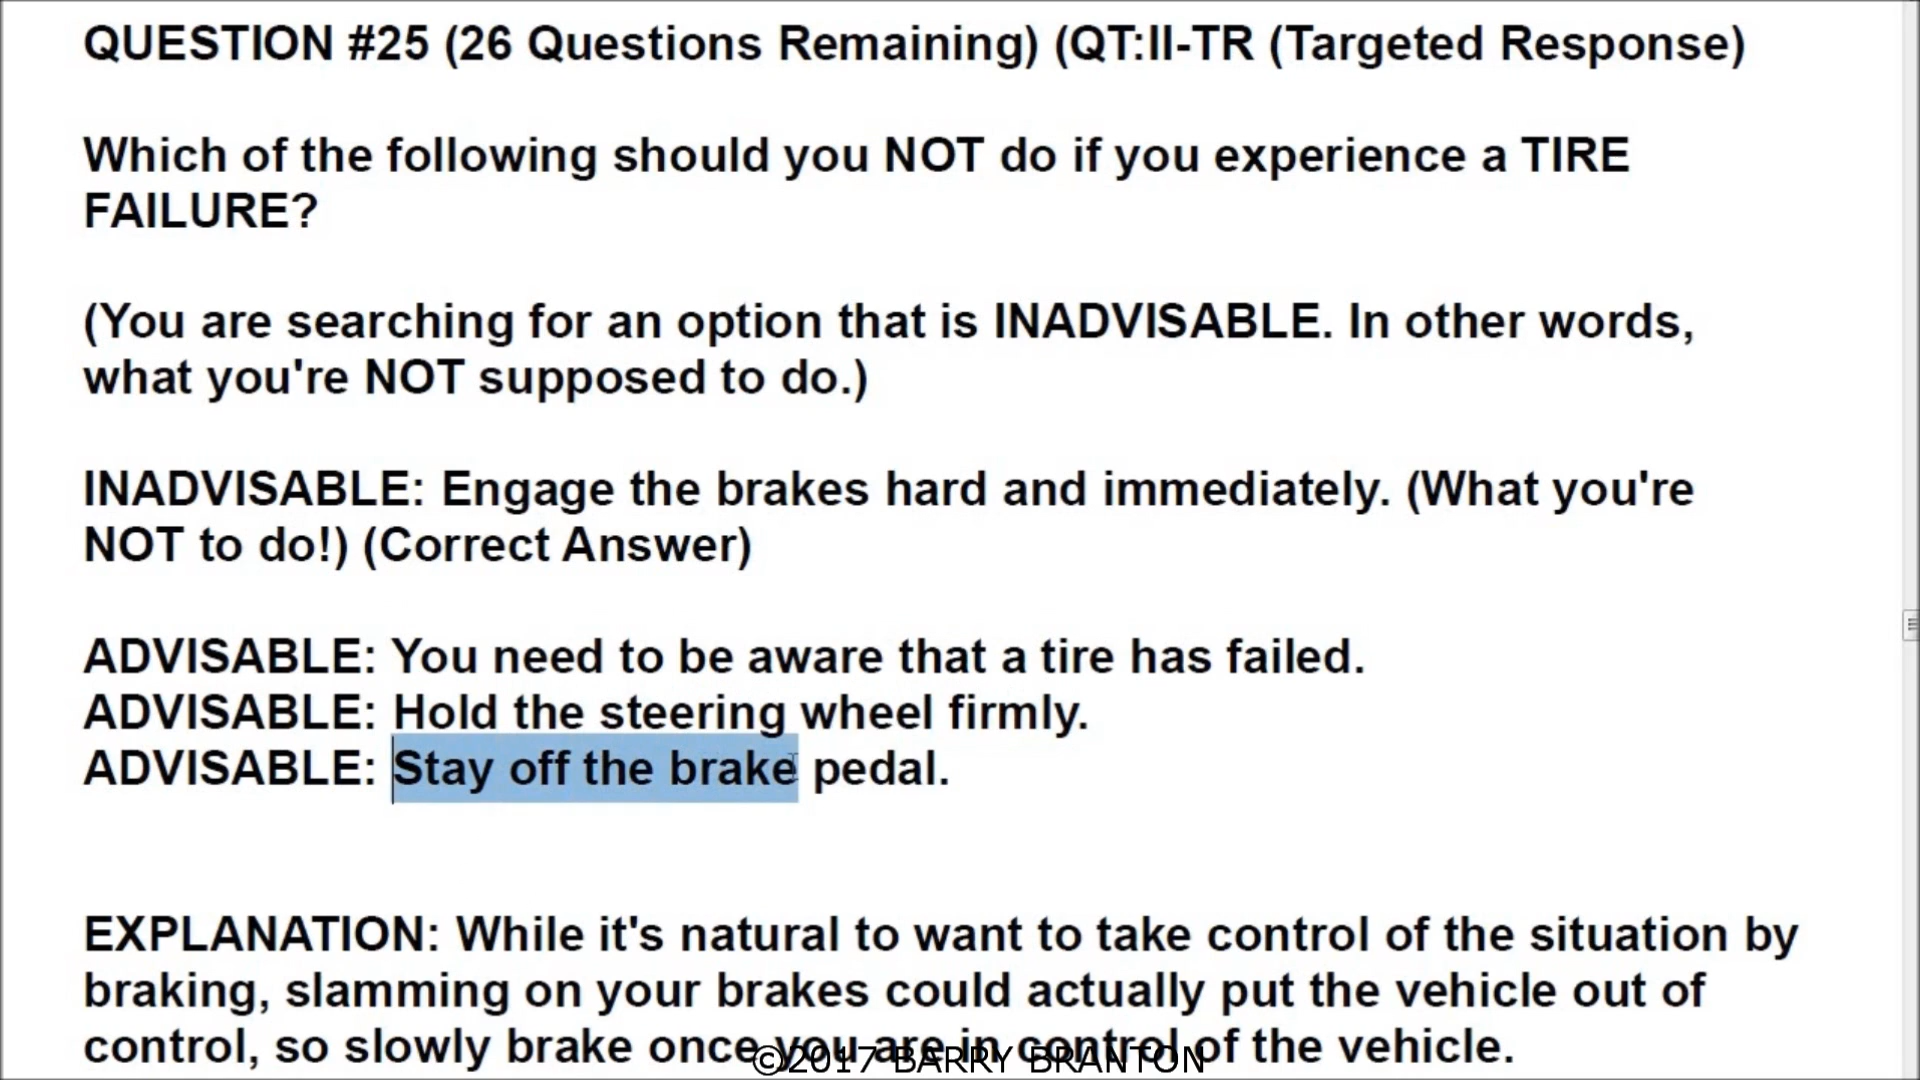 QUESTION #25 (26 Questions Remaining) (QT:II-TR (Targeted Response)
Which of the following should you NOT do if you experience a TIRE
FAILURE?
(You are searching for an option that is INADVISABLE. In other words,
what you're NOT supposed to do.)
INADVISABLE: Engage the brakes hard and immediately. (What you're
NOT to do!) (Correct Answer)
ADVISABLE: You need to be aware that a tire has failed.
ADVISABLE: Hold the steering wheel firmly.
ADVISABLE: Stay off the brake pedal.
EXPLANATION: While it's natural to want to take control of the situation by
braking, slamming on your brakes could actually put the vehicle out of
control, so slowly brake once you are in control of the vehicle.
©2017 BARRY BRANTON